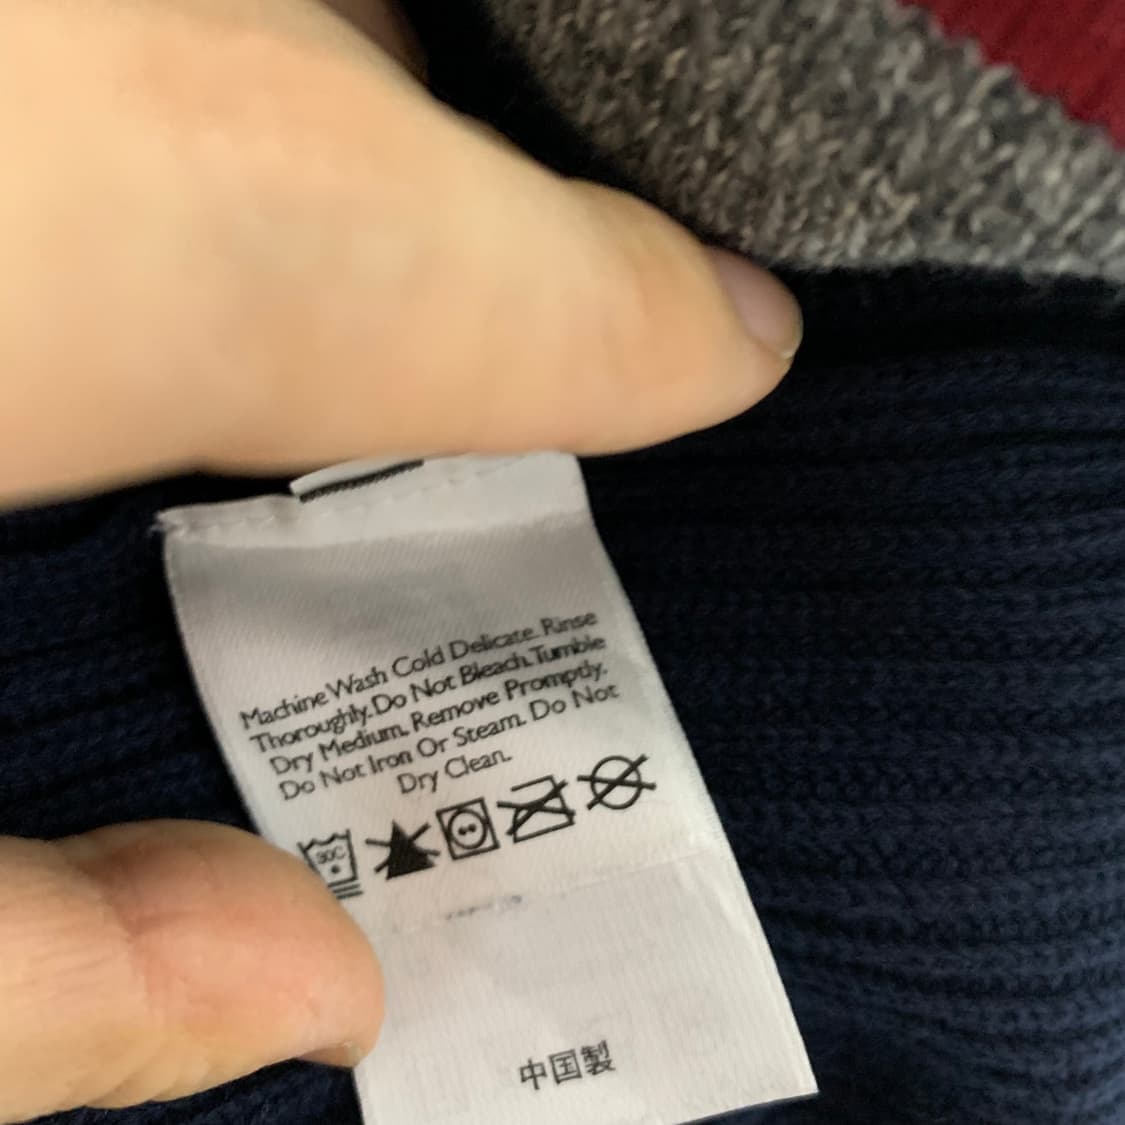 Machine Wash Cold Delicate. Rinse
Thoroughly. Do Not Bleach. Tumble
Dry Medium. Remove Promptly.
Do Not Iron Or Steam. Do Not
Dry Clean.
30C
中国製